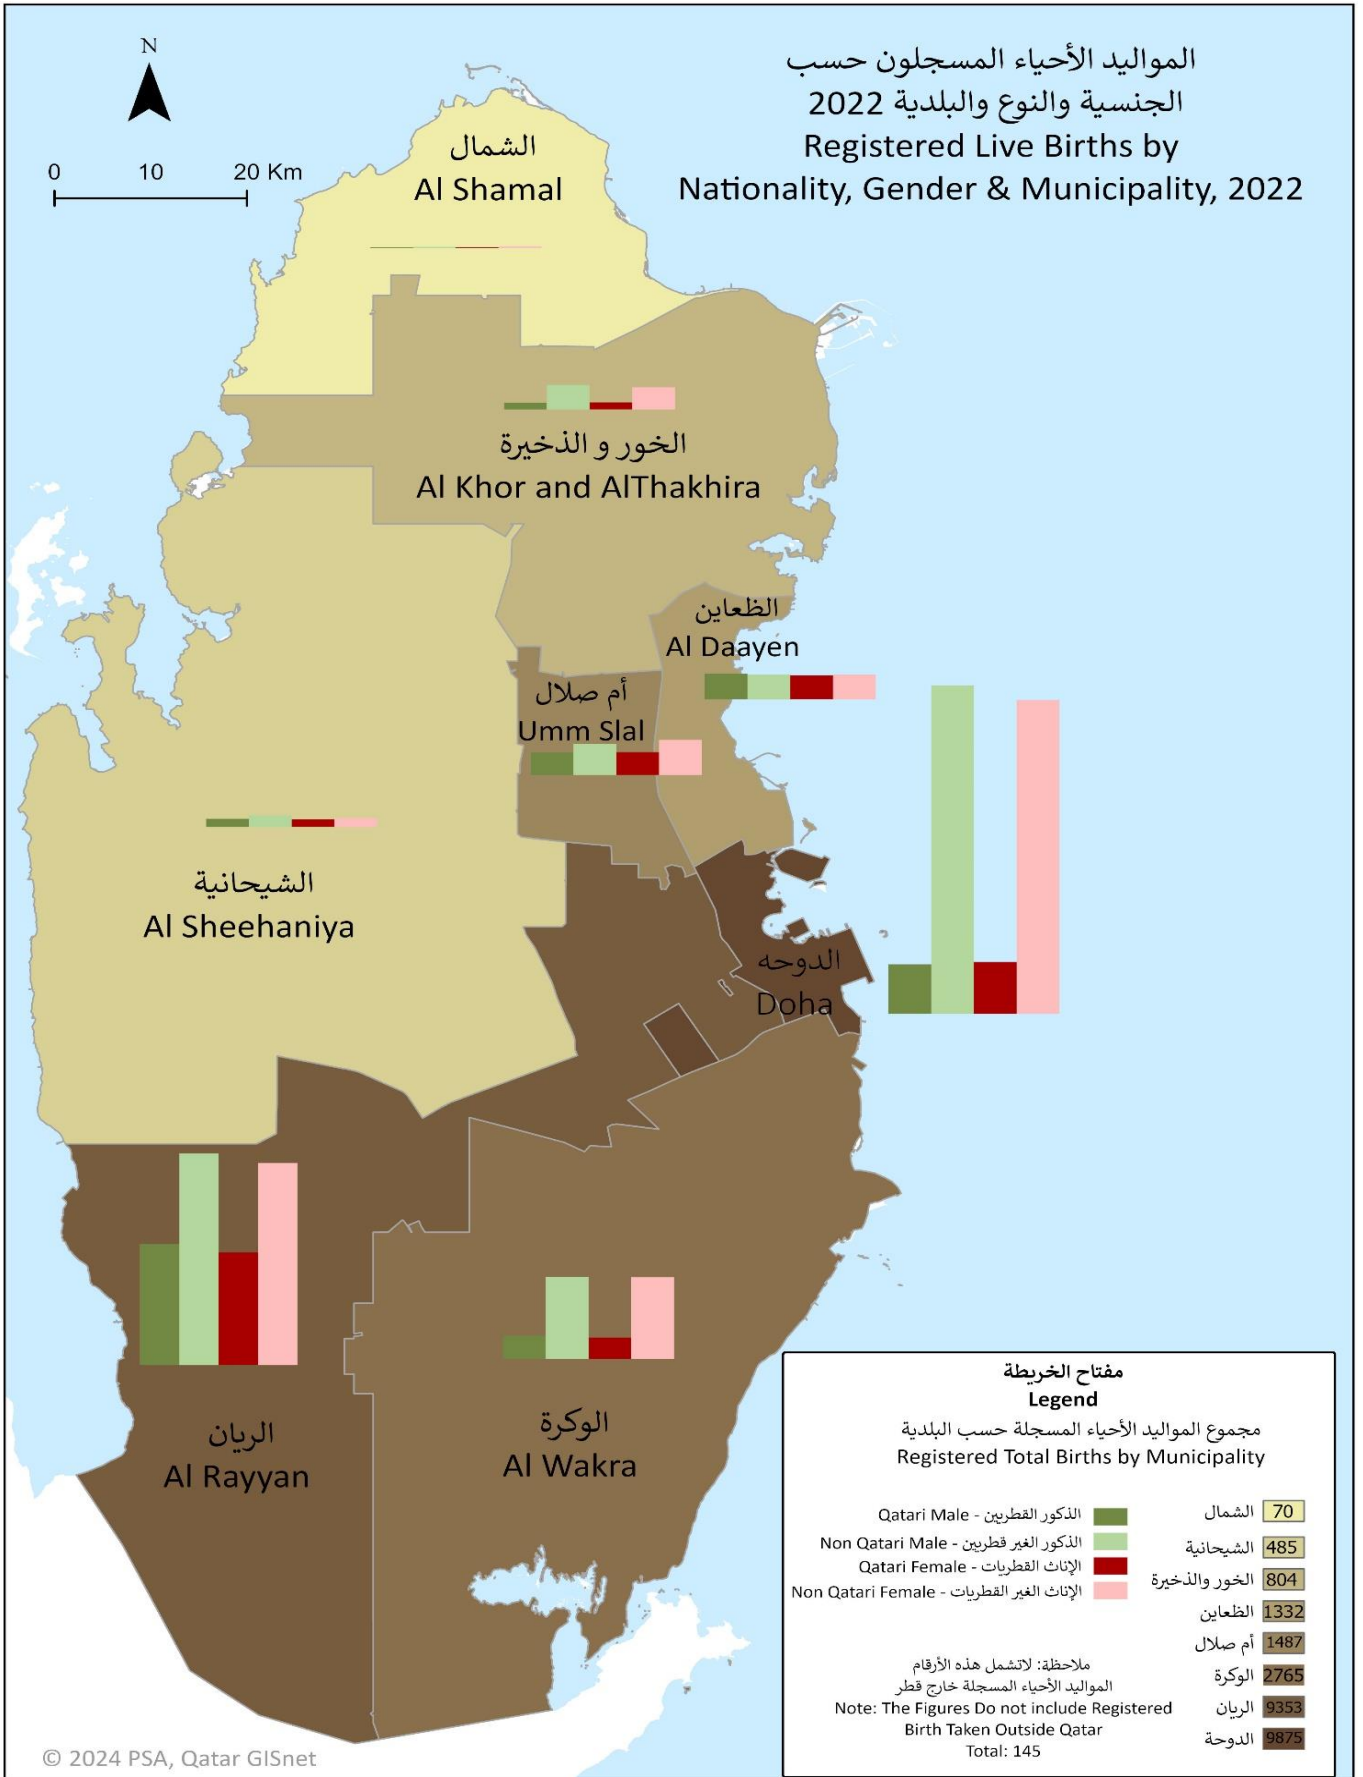 المواليد الأحياء المسجلون حسب
الجنسية والنوع والبلدية 2022
Registered Live Births by
Nationality, Gender & Municipality, 2022
N
0 10 20 Km
الشمال
Al Shamal
الخور و الذخيرة
Al Khor and AlThakhira
الظعاين
Al Daayen
أم صلال
Umm Slal
الشيحانية
Al Sheehaniya
الدوحه
Doha
الريان
Al Rayyan
الوكرة
Al Wakra
مفتاح الخريطة
Legend
مجموع المواليد الأحياء المسجلة حسب البلدية
Registered Total Births by Municipality
Qatari Male - الذكور القطريين
Non Qatari Male - الذكور الغير قطريين
Qatari Female - الإناث القطريات
Non Qatari Female - الإناث الغير القطريات
الشمال 70
الشيحانية 485
الخور والذخيرة 804
الظعاين 1332
أم صلال 1487
الوكرة 2765
الريان 9353
الدوحة 9875
ملاحظة: لاتشمل هذه الأرقام
المواليد الأحياء المسجلة خارج قطر
Note: The Figures Do not include Registered
Birth Taken Outside Qatar
Total: 145
© 2024 PSA, Qatar GISnet